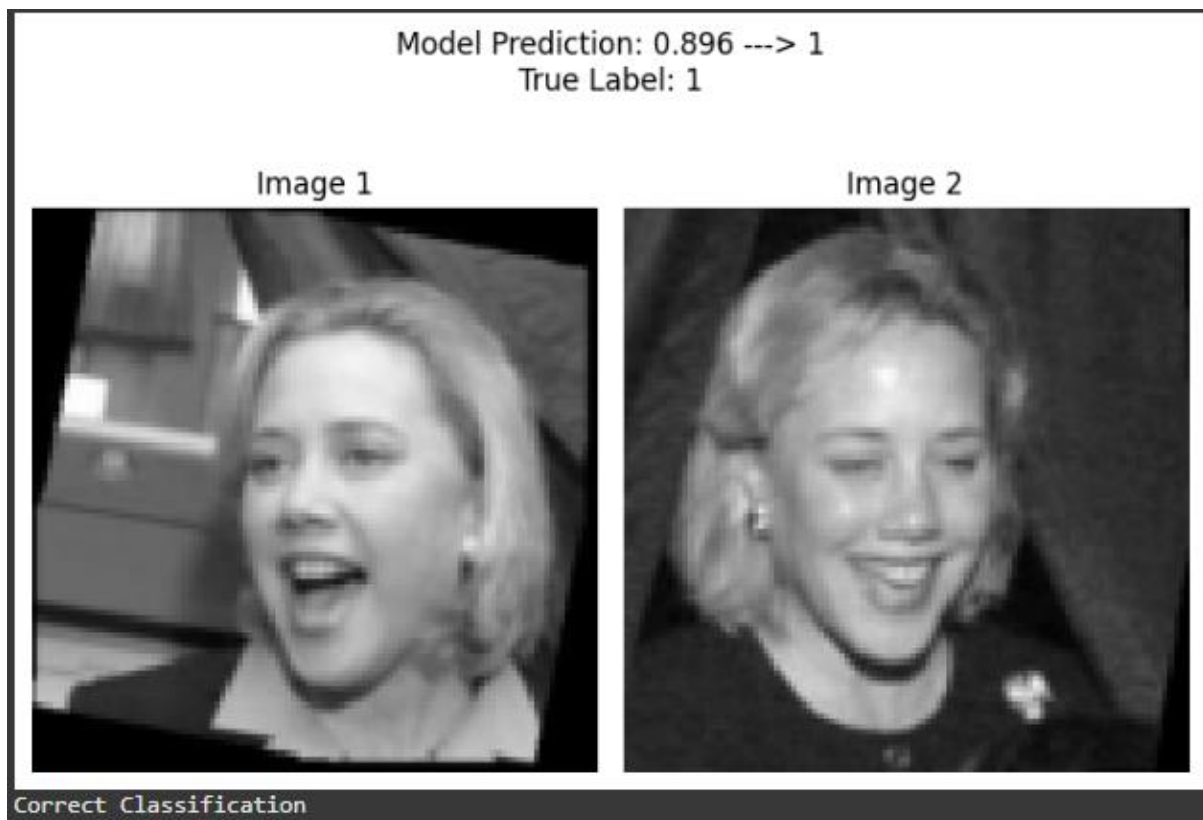 Model Prediction: 0.896 ---> 1
True Label: 1
Image 1
Image 2
Correct Classification